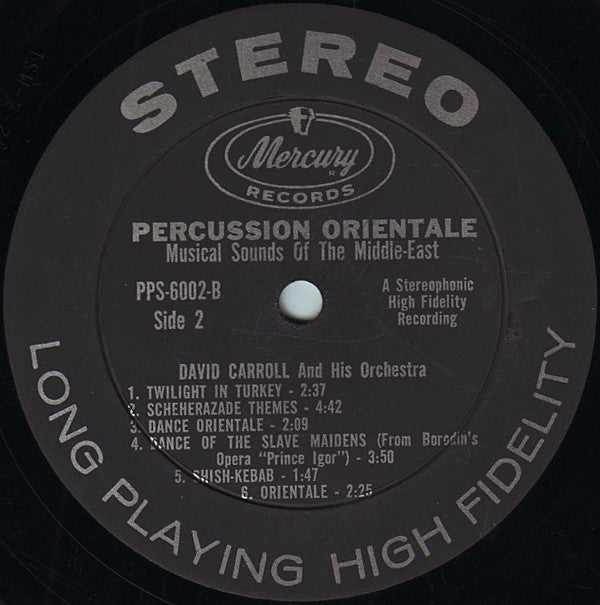 STEREO
Mercury
R
RECORDS
PERCUSSION ORIENTALE
Musical Sounds Of The Middle-East
PPS-6002-B
Side 2
A Stereophonic
High Fidelity
Recording
DAVID CARROLL And His Orchestra
1. TWILIGHT IN TURKEY - 2:37
2. SCHEHERAZADE THEMES - 4:42
3. DANCE ORIENTALE - 2:09
4. DANCE OF THE SLAVE MAIDENS (From Boredin's
Opera "Prince Igor") - 3:50
5. SHISH-KEBAB - 1:47
6. ORIENTALE - 2:25
LONG PLAYING HIGH FIDELITY